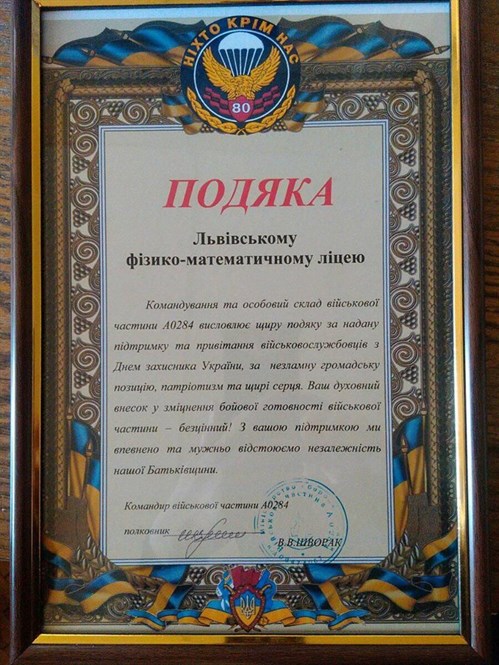 НІХТО КРІМ НАС
80
ПОДЯКА
Львівському
фізико-математичному ліцею
Командування та особовий склад військової
частини А0284 висловлює щиру подяку за надану
підтримку та привітання військовослужбовців з
Днем захисника України, за незламну громадську
позицію, патріотизм та щирі серця. Ваш духовний
внесок у зміцнення бойової готовності військової
частини – безцінний! З вашою підтримкою ми
впевнено та мужньо відстоюємо незалежність
нашої Батьківщини.
Командир військової частини А0284
полковник
В.В.ШВОРАК